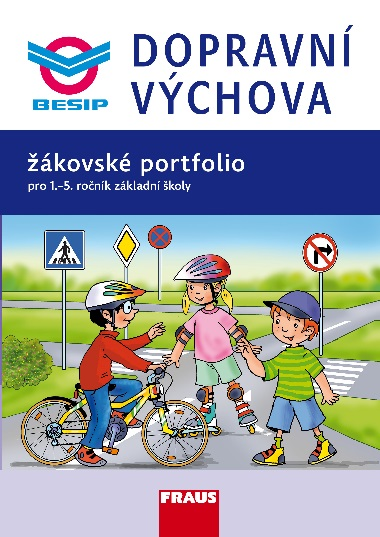 DOPRAVNÍ
VÝCHOVA
BESIP
žákovské portfolio
pro 1.–5. ročník základní školy
FRAUS